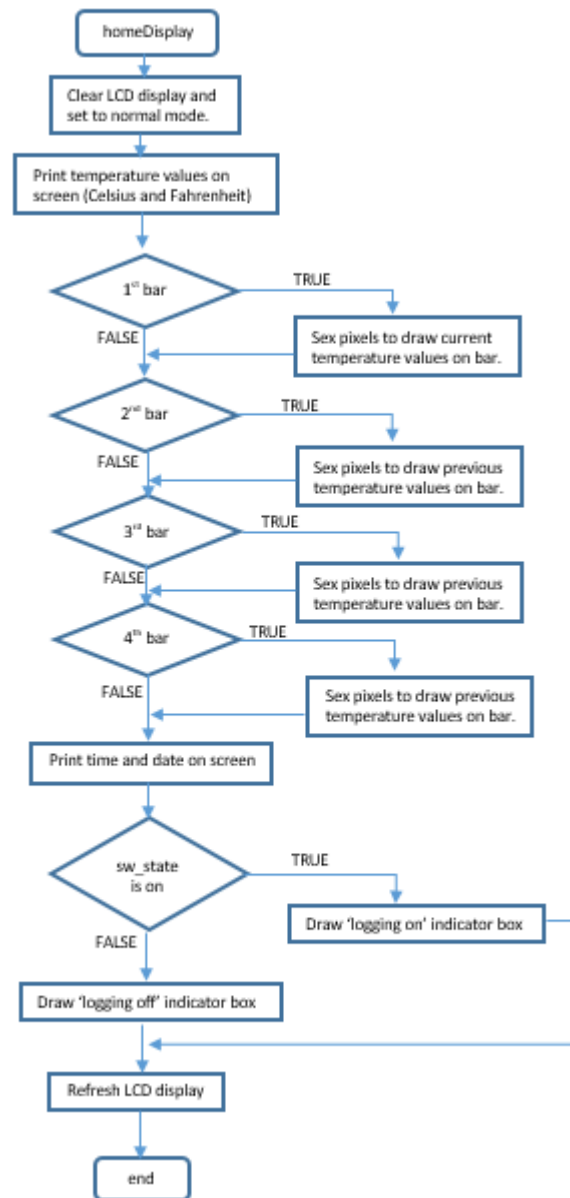 homeDisplay
Clear LCD display and
set to normal mode.
Print temperature values on
screen (Celsius and Fahrenheit)
1st bar
TRUE
FALSE
Sex pixels to draw current
temperature values on bar.
2nd bar
TRUE
FALSE
Sex pixels to draw previous
temperature values on bar.
3rd bar
TRUE
FALSE
Sex pixels to draw previous
temperature values on bar.
4th bar
TRUE
FALSE
Sex pixels to draw previous
temperature values on bar.
Print time and date on screen
sw_state
is on
TRUE
FALSE
Draw ‘logging on’ indicator box
Draw ‘logging off’ indicator box
Refresh LCD display
end